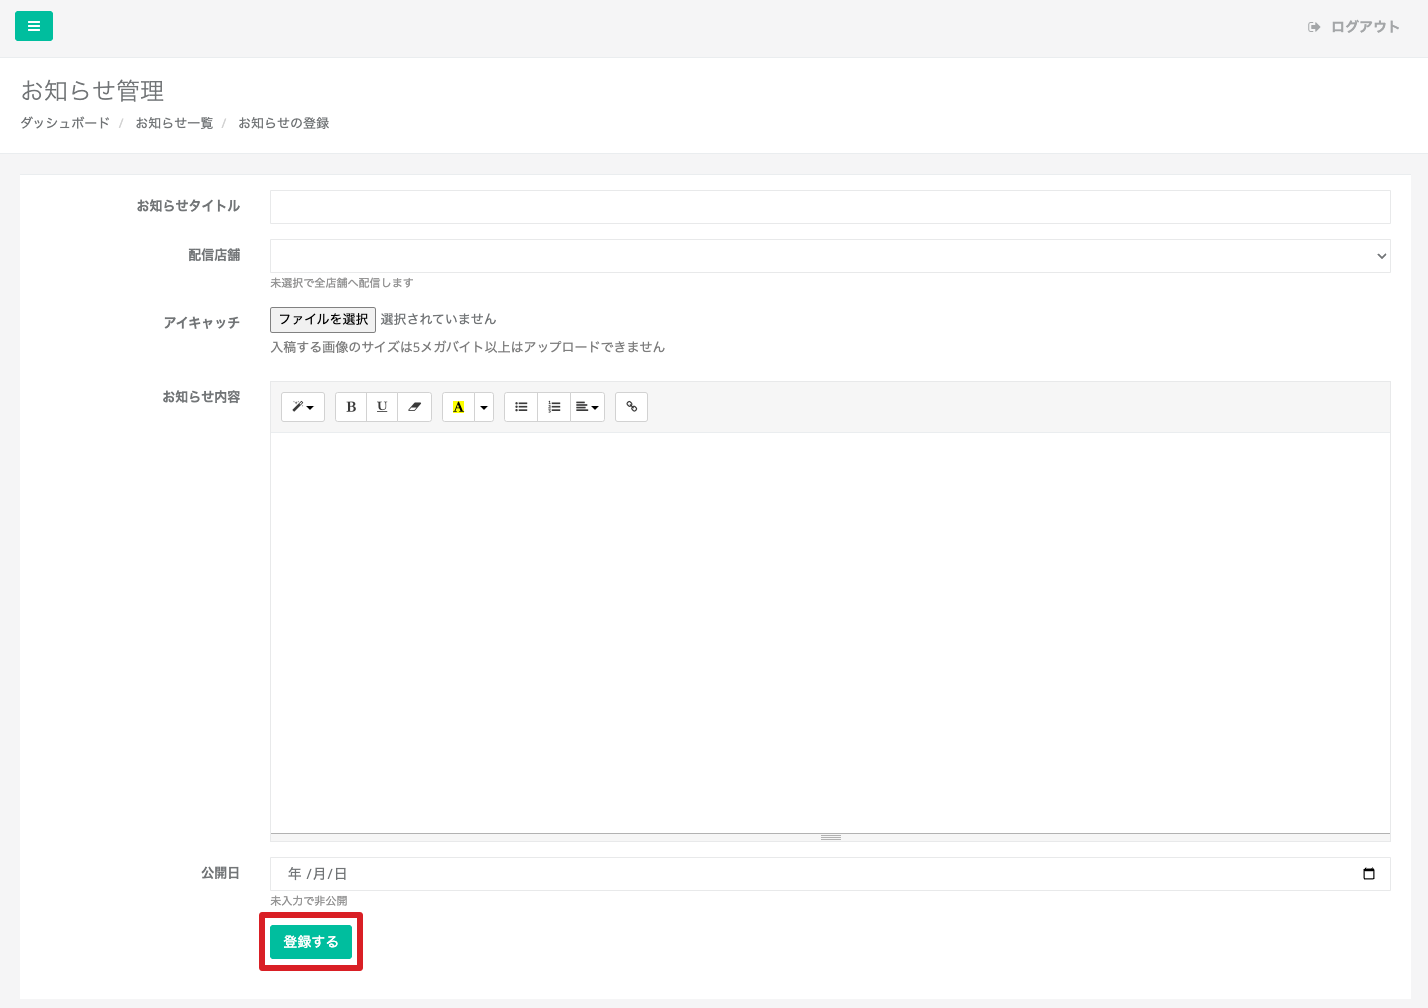 ログアウト
お知らせ管理
ダッシュボード / お知らせ一覧 / お知らせの登録
お知らせタイトル
配信店舗
未選択で全店舗へ配信します
アイキャッチ
ファイルを選択 選択されていません
入稿する画像のサイズは5メガバイト以上はアップロードできません
お知らせ内容
B U A
公開日
年 /月/日
未入力で非公開
登録する